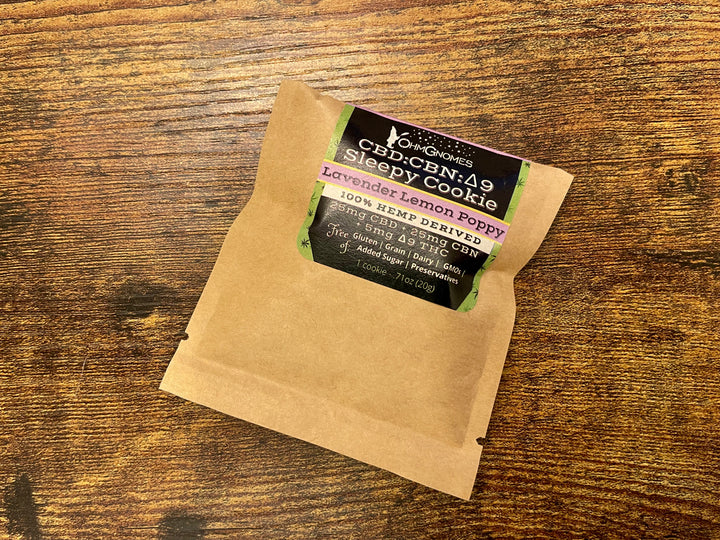 OHMGNOMES
CBD:CBN:Δ9
Sleepy Cookie
Lavender Lemon Poppy
100% HEMP DERIVED
25mg CBD + 25mg CBN
+ 5mg Δ9 THC
Free of: Gluten | Grain | Dairy | GMOs |
Added Sugar | Preservatives
1 cookie - .71oz (20g)